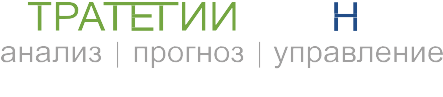 ТРАТЕГИИ Н
анализ | прогноз | управление